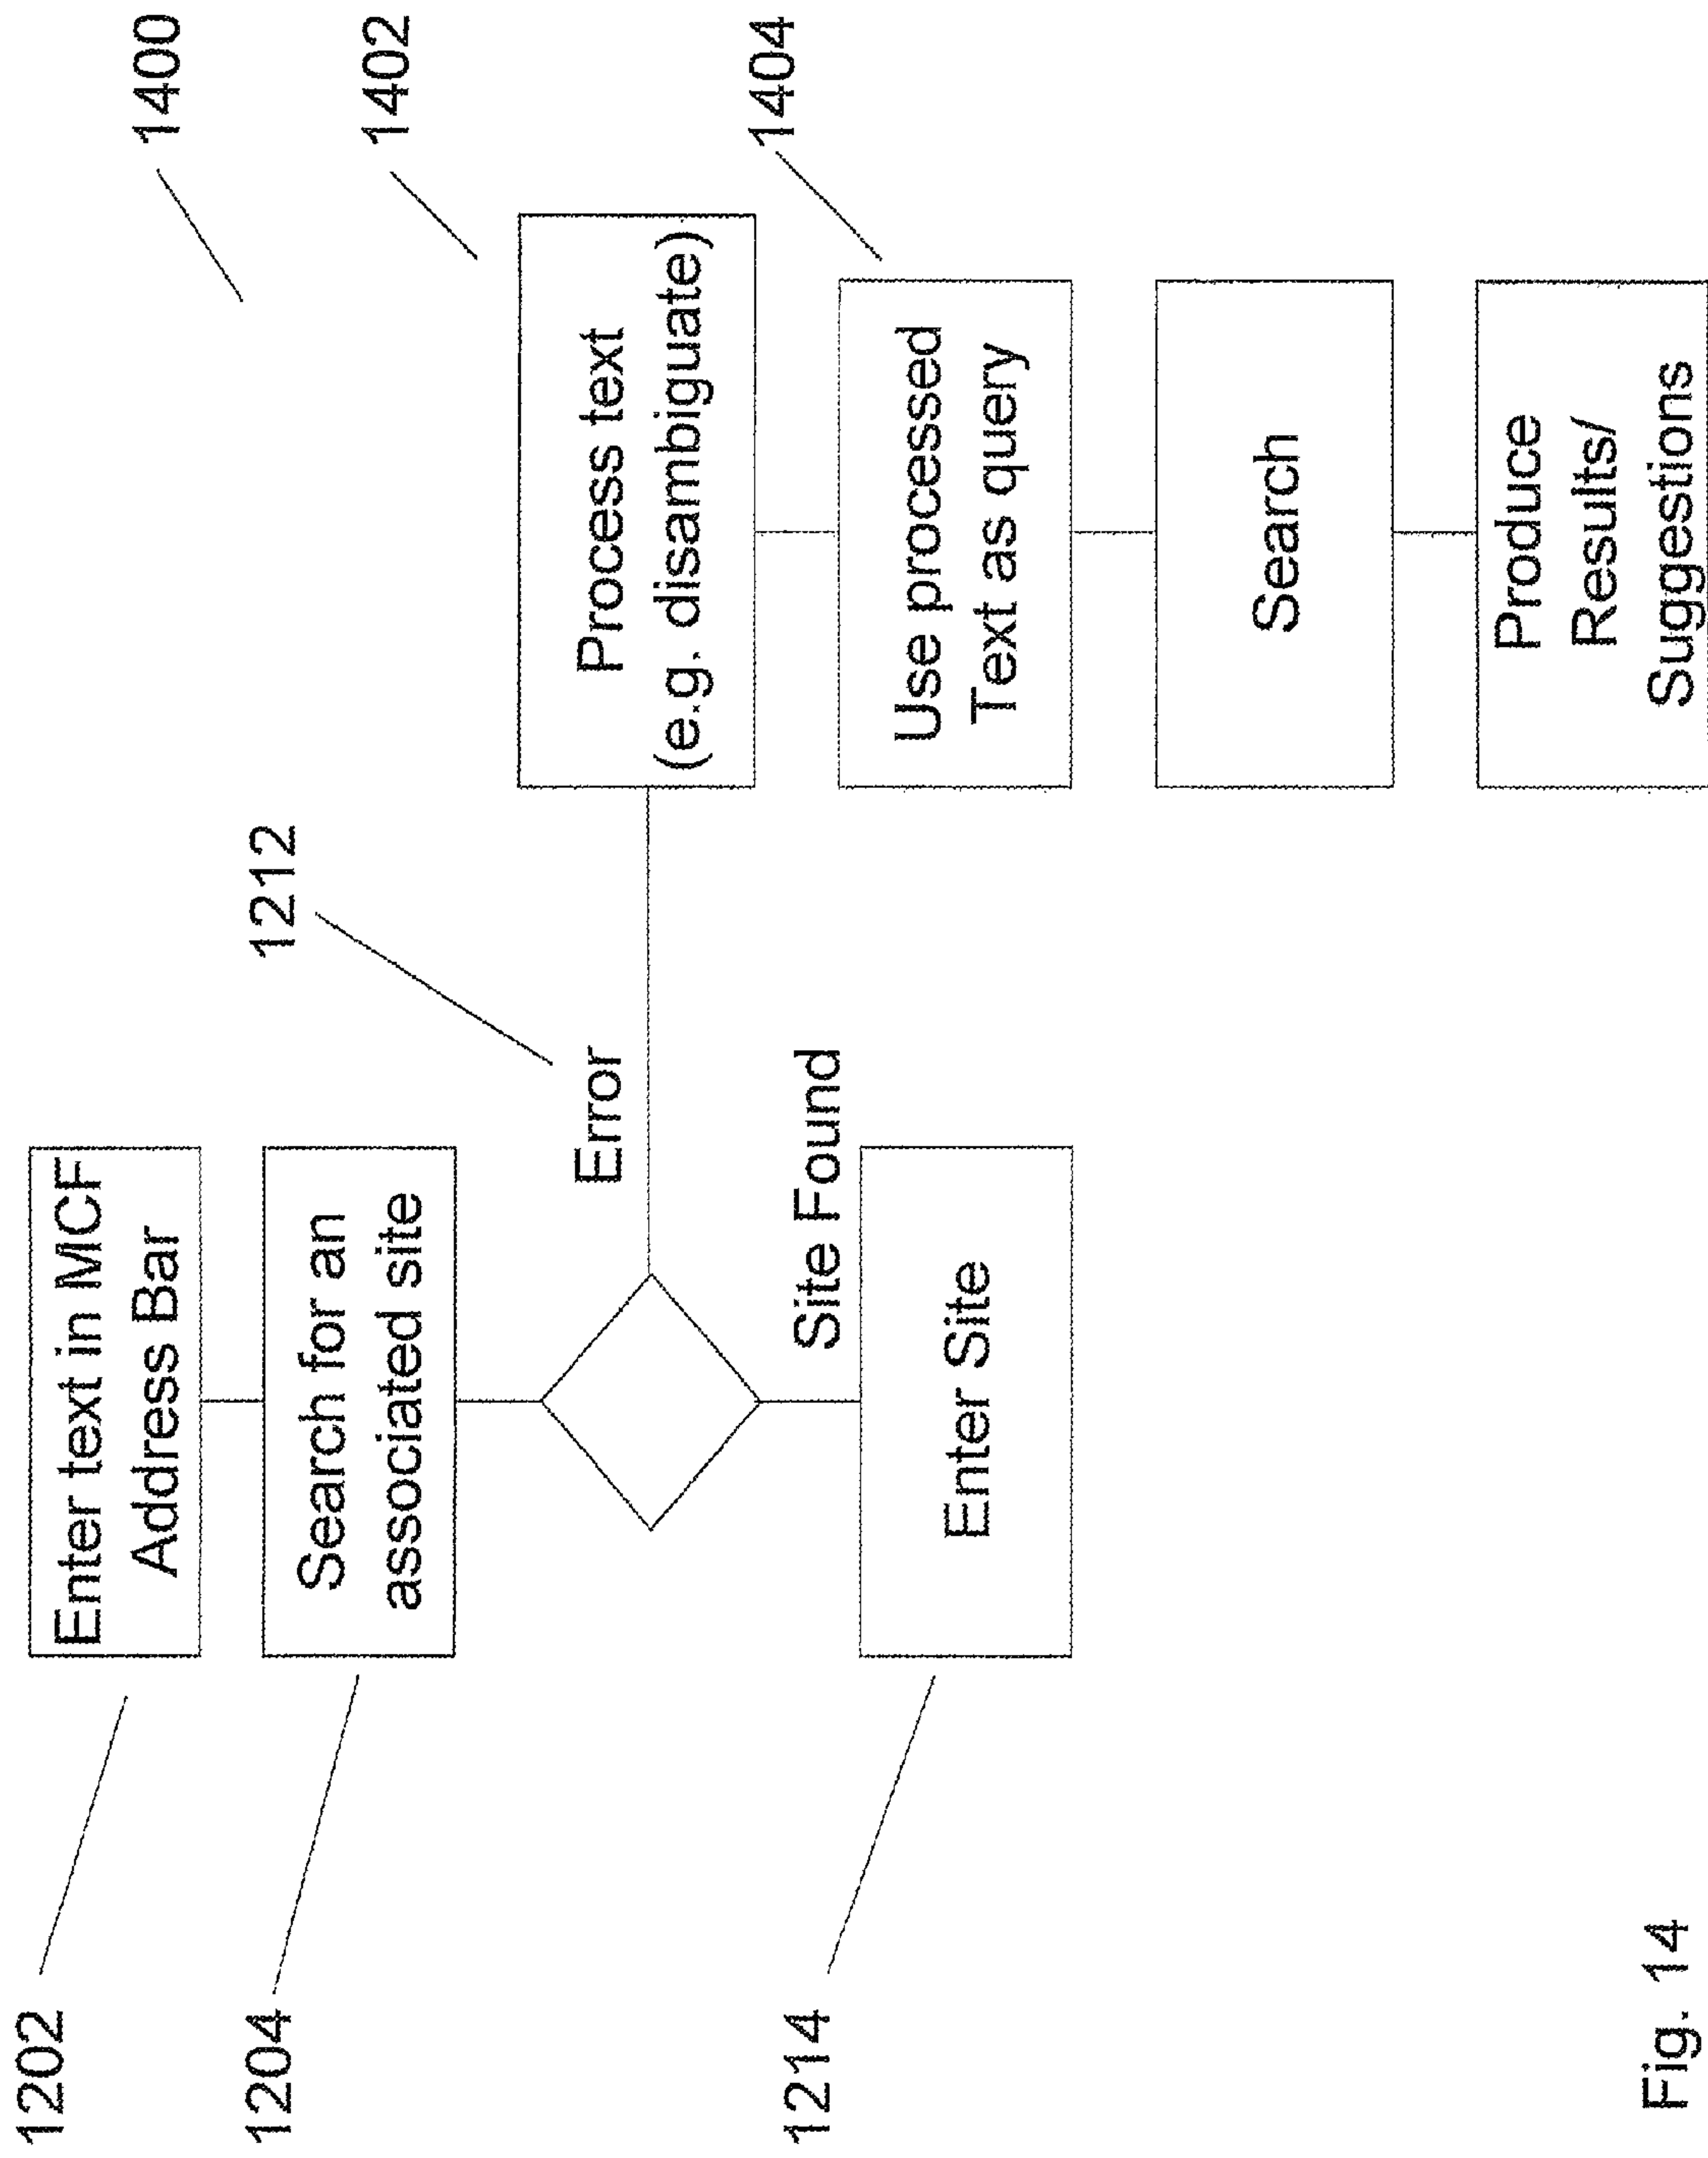 1202
Enter text in MCF
Address Bar
1400
1204
Search for an
associated site
1212
1402
Error
Process text
(e.g. disambiguate)
1214
Site Found
1404
Enter Site
Use processed
Text as query
Search
Produce
Results/
Suggestions
Fig. 14